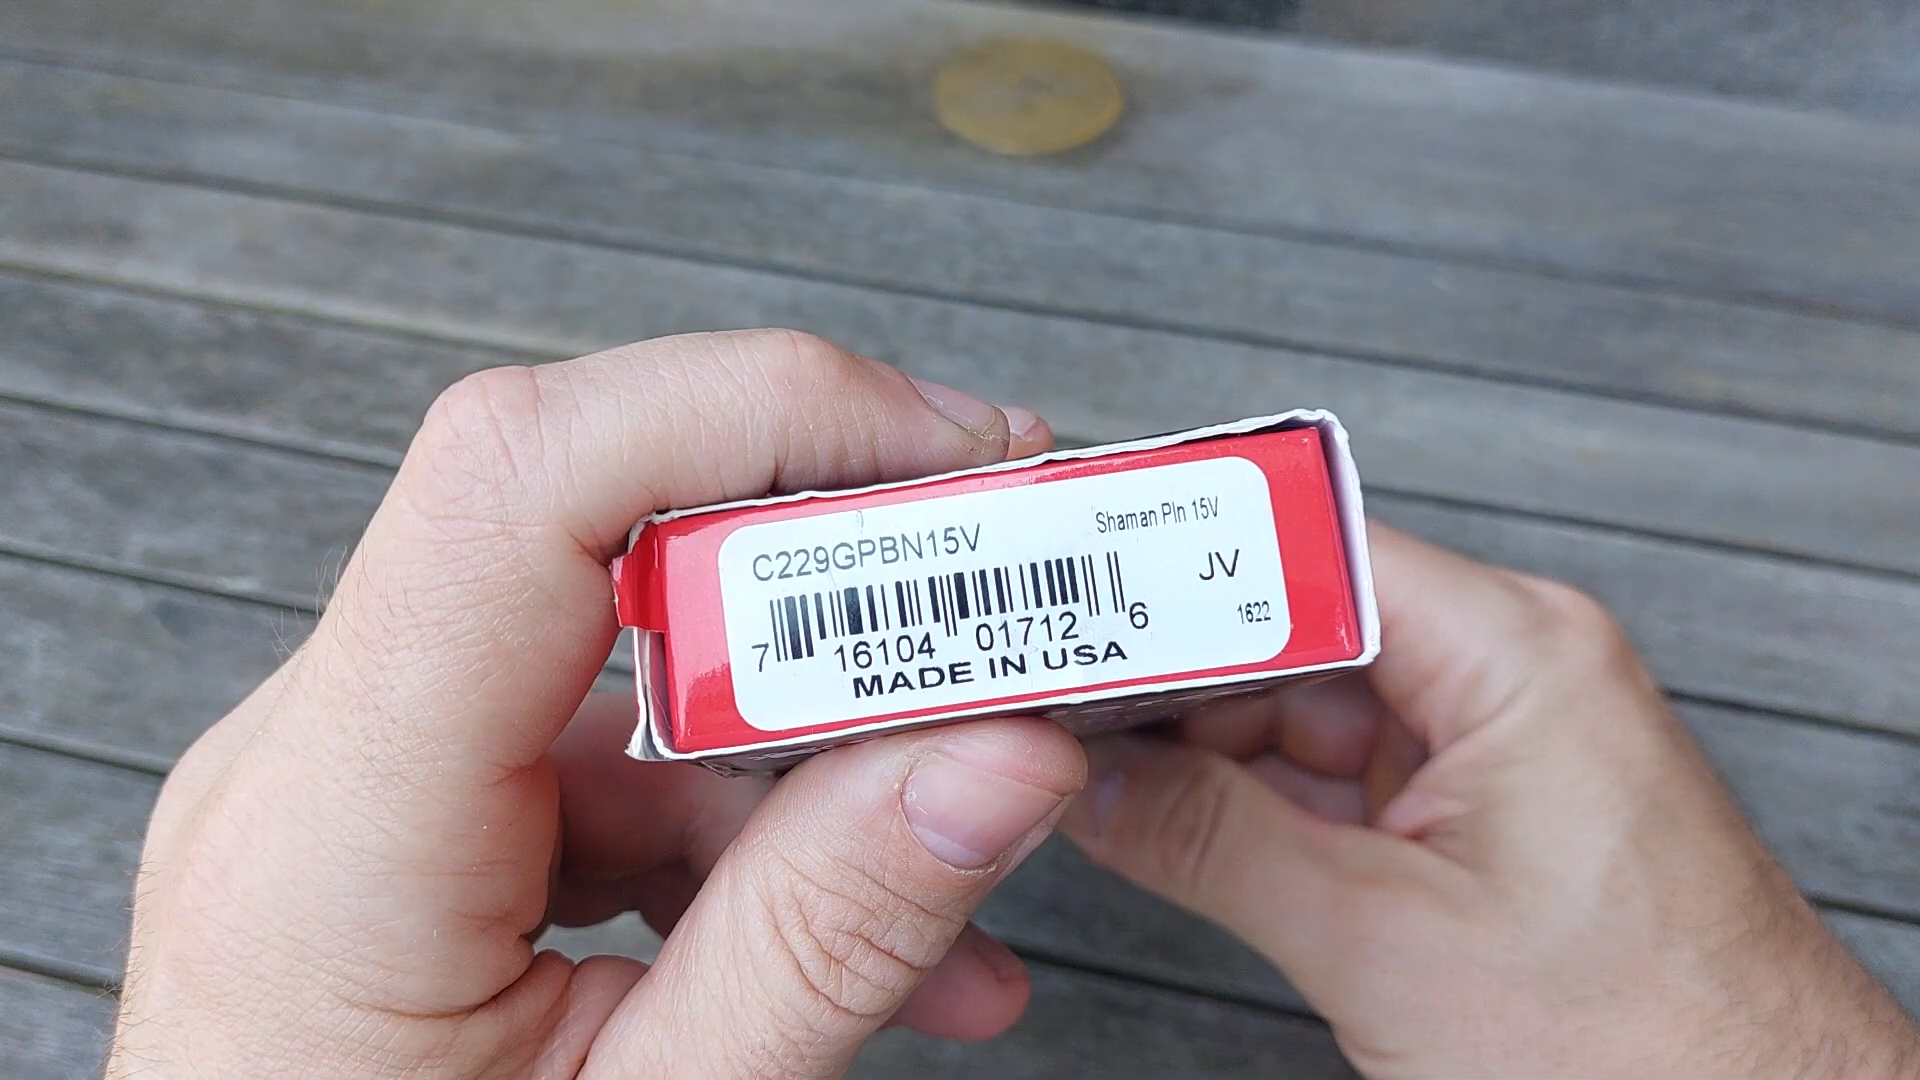 C229GPBN15V
Shaman Pln 15V
JV
7 16104 01712 6
1622
MADE IN USA